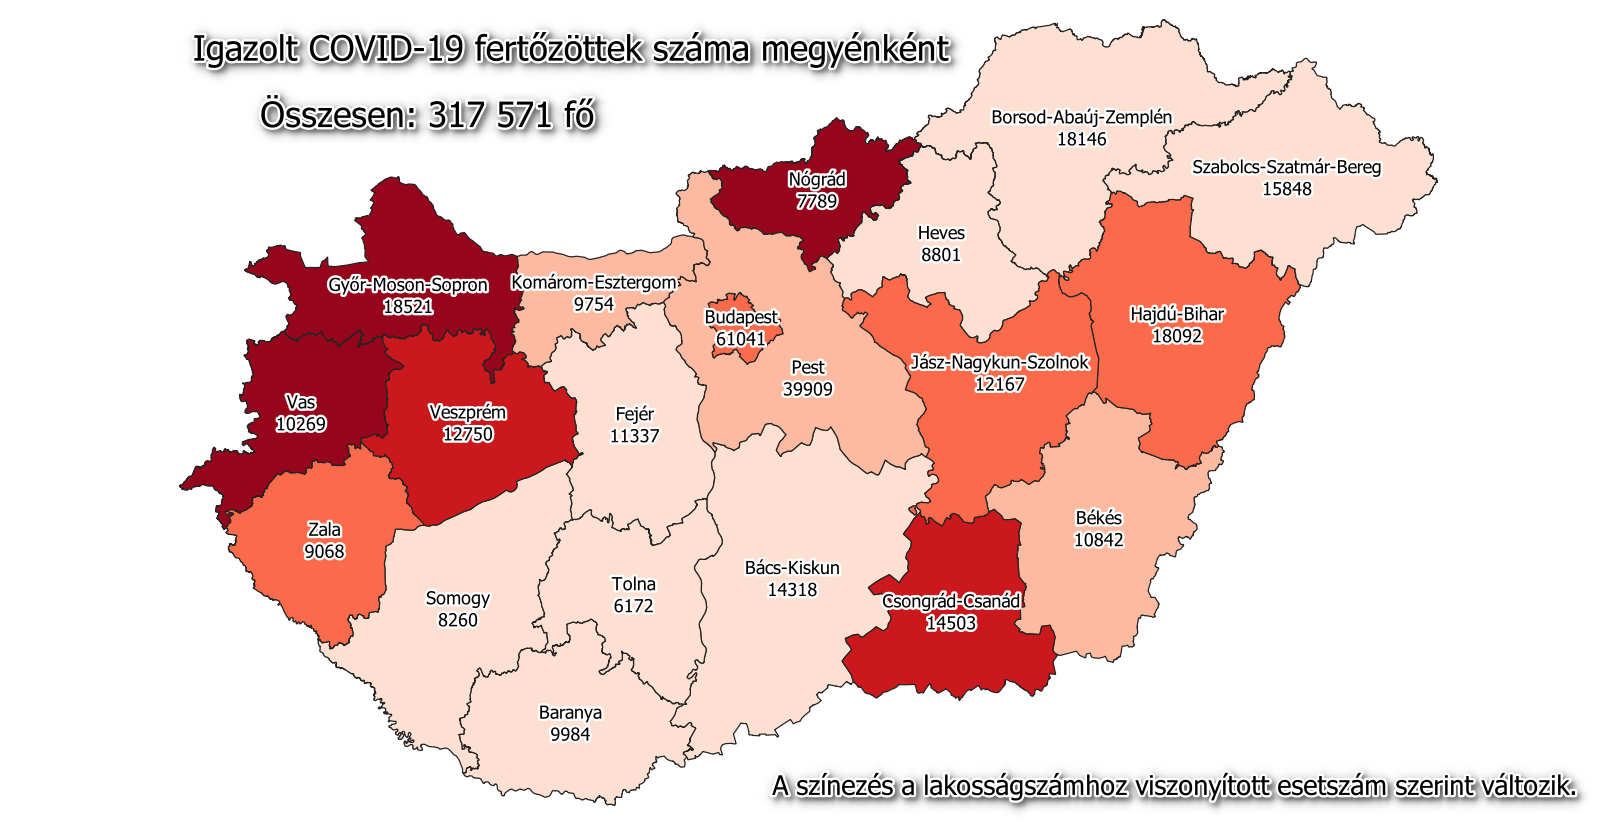 Igazolt COVID-19 fertőzöttek száma megyénként
Összesen: 317 571 fő
Borsod-Abaúj-Zemplén
18146
Szabolcs-Szatmár-Bereg
15848
Nógrád
7789
Heves
8801
Győr-Moson-Sopron
18521
Komárom-Esztergom
9754
Budapest
61041
Hajdú-Bihar
18092
Pest
39909
Jász-Nagykun-Szolnok
12167
Vas
10269
Veszprém
12750
Fejér
11337
Zala
9068
Békés
10842
Somogy
8260
Tolna
6172
Bács-Kiskun
14318
Csongrád-Csanád
14503
Baranya
9984
A színezés a lakosságszámhoz viszonyított esetszám szerint változik.